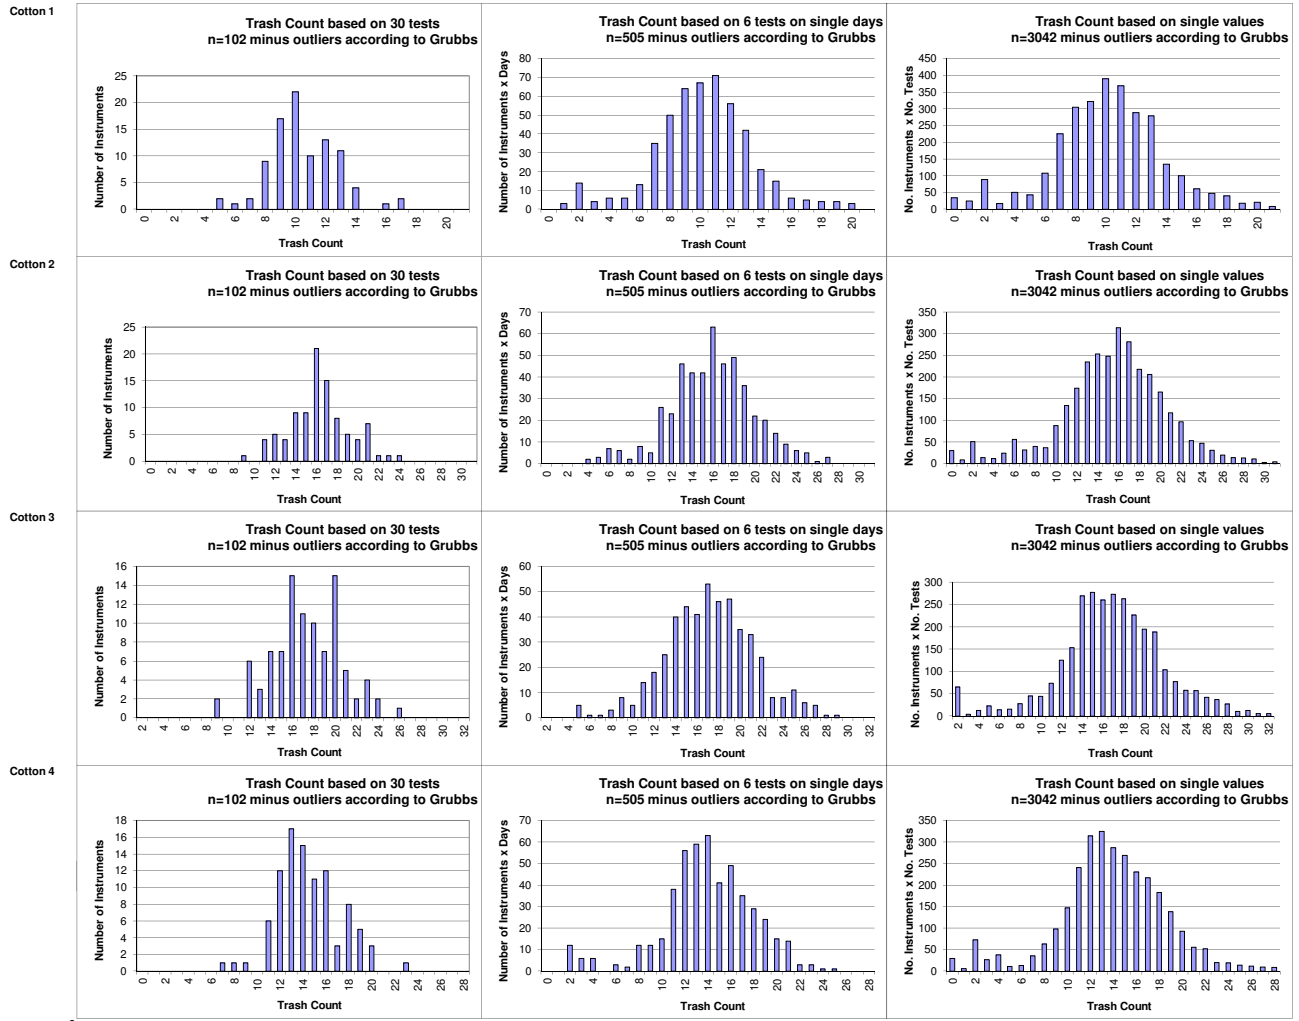 Cotton 1
Trash Count based on 30 tests
n=102 minus outliers according to Grubbs
Number of Instruments
25
20
15
10
5
0
0 2 4 6 8 10 12 14 16 18 20
Trash Count
Trash Count based on 6 tests on single days
n=505 minus outliers according to Grubbs
Number of Instruments x Days
80
70
60
50
40
30
20
10
0
0 2 4 6 8 10 12 14 16 18 20
Trash Count
Trash Count based on single values
n=3042 minus outliers according to Grubbs
No. Instruments x No. Tests
450
400
350
300
250
200
150
100
50
0
0 2 4 6 8 10 12 14 16 18 20
Trash Count
Cotton 2
Trash Count based on 30 tests
n=102 minus outliers according to Grubbs
Number of Instruments
25
20
15
10
5
0
0 2 4 6 8 10 12 14 16 18 20 22 24 26 28 30
Trash Count
Trash Count based on 6 tests on single days
n=505 minus outliers according to Grubbs
Number of Instruments x Days
70
60
50
40
30
20
10
0
0 2 4 6 8 10 12 14 16 18 20 22 24 26 28 30
Trash Count
Trash Count based on single values
n=3042 minus outliers according to Grubbs
No. Instruments x No. Tests
350
300
250
200
150
100
50
0
0 2 4 6 8 10 12 14 16 18 20 22 24 26 28 30
Trash Count
Cotton 3
Trash Count based on 30 tests
n=102 minus outliers according to Grubbs
Number of Instruments
16
14
12
10
8
6
4
2
0
2 4 6 8 10 12 14 16 18 20 22 24 26 28 30 32
Trash Count
Trash Count based on 6 tests on single days
n=505 minus outliers according to Grubbs
Number of Instruments x Days
60
50
40
30
20
10
0
2 4 6 8 10 12 14 16 18 20 22 24 26 28 30 32
Trash Count
Trash Count based on single values
n=3042 minus outliers according to Grubbs
No. Instruments x No. Tests
300
250
200
150
100
50
0
2 4 6 8 10 12 14 16 18 20 22 24 26 28 30 32
Trash Count
Cotton 4
Trash Count based on 30 tests
n=102 minus outliers according to Grubbs
Number of Instruments
18
16
14
12
10
8
6
4
2
0
0 2 4 6 8 10 12 14 16 18 20 22 24 26 28
Trash Count
Trash Count based on 6 tests on single days
n=505 minus outliers according to Grubbs
Number of Instruments x Days
70
60
50
40
30
20
10
0
0 2 4 6 8 10 12 14 16 18 20 22 24 26 28
Trash Count
Trash Count based on single values
n=3042 minus outliers according to Grubbs
No. Instruments x No. Tests
350
300
250
200
150
100
50
0
0 2 4 6 8 10 12 14 16 18 20 22 24 26 28
Trash Count